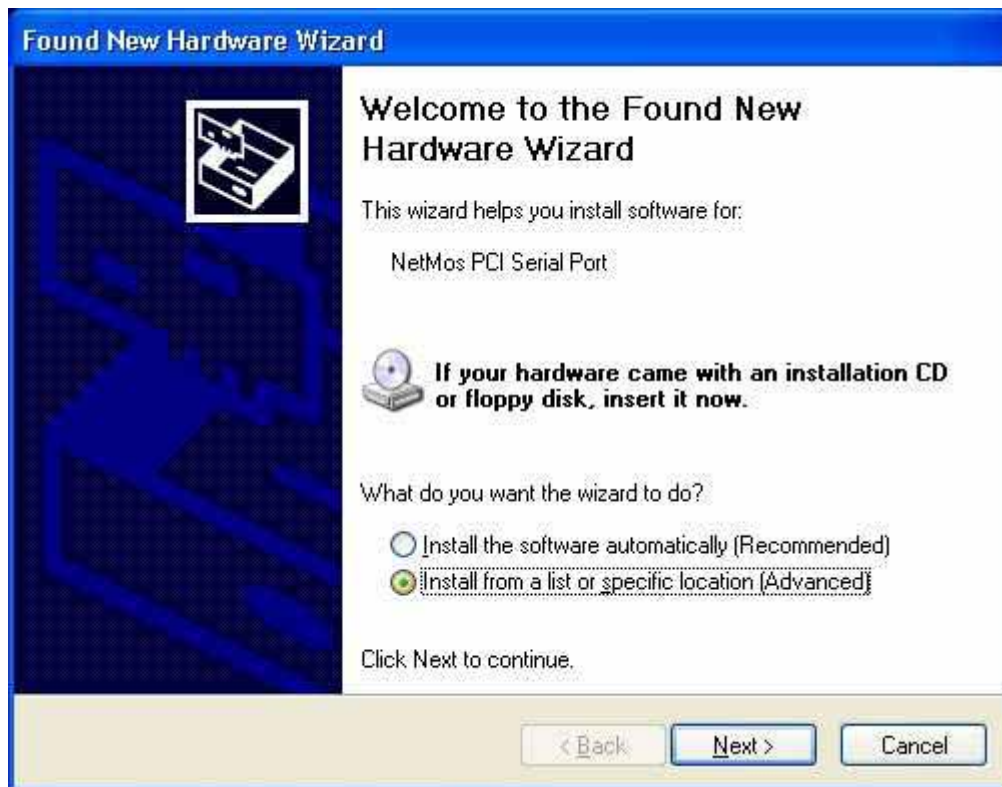 Found New Hardware Wizard
Welcome to the Found New
Hardware Wizard
This wizard helps you install software for:
NetMos PCI Serial Port
If your hardware came with an installation CD
or floppy disk, insert it now.
What do you want the wizard to do?
Install the software automatically (Recommended)
Install from a list or specific location (Advanced)
Click Next to continue.
< Back
Next >
Cancel